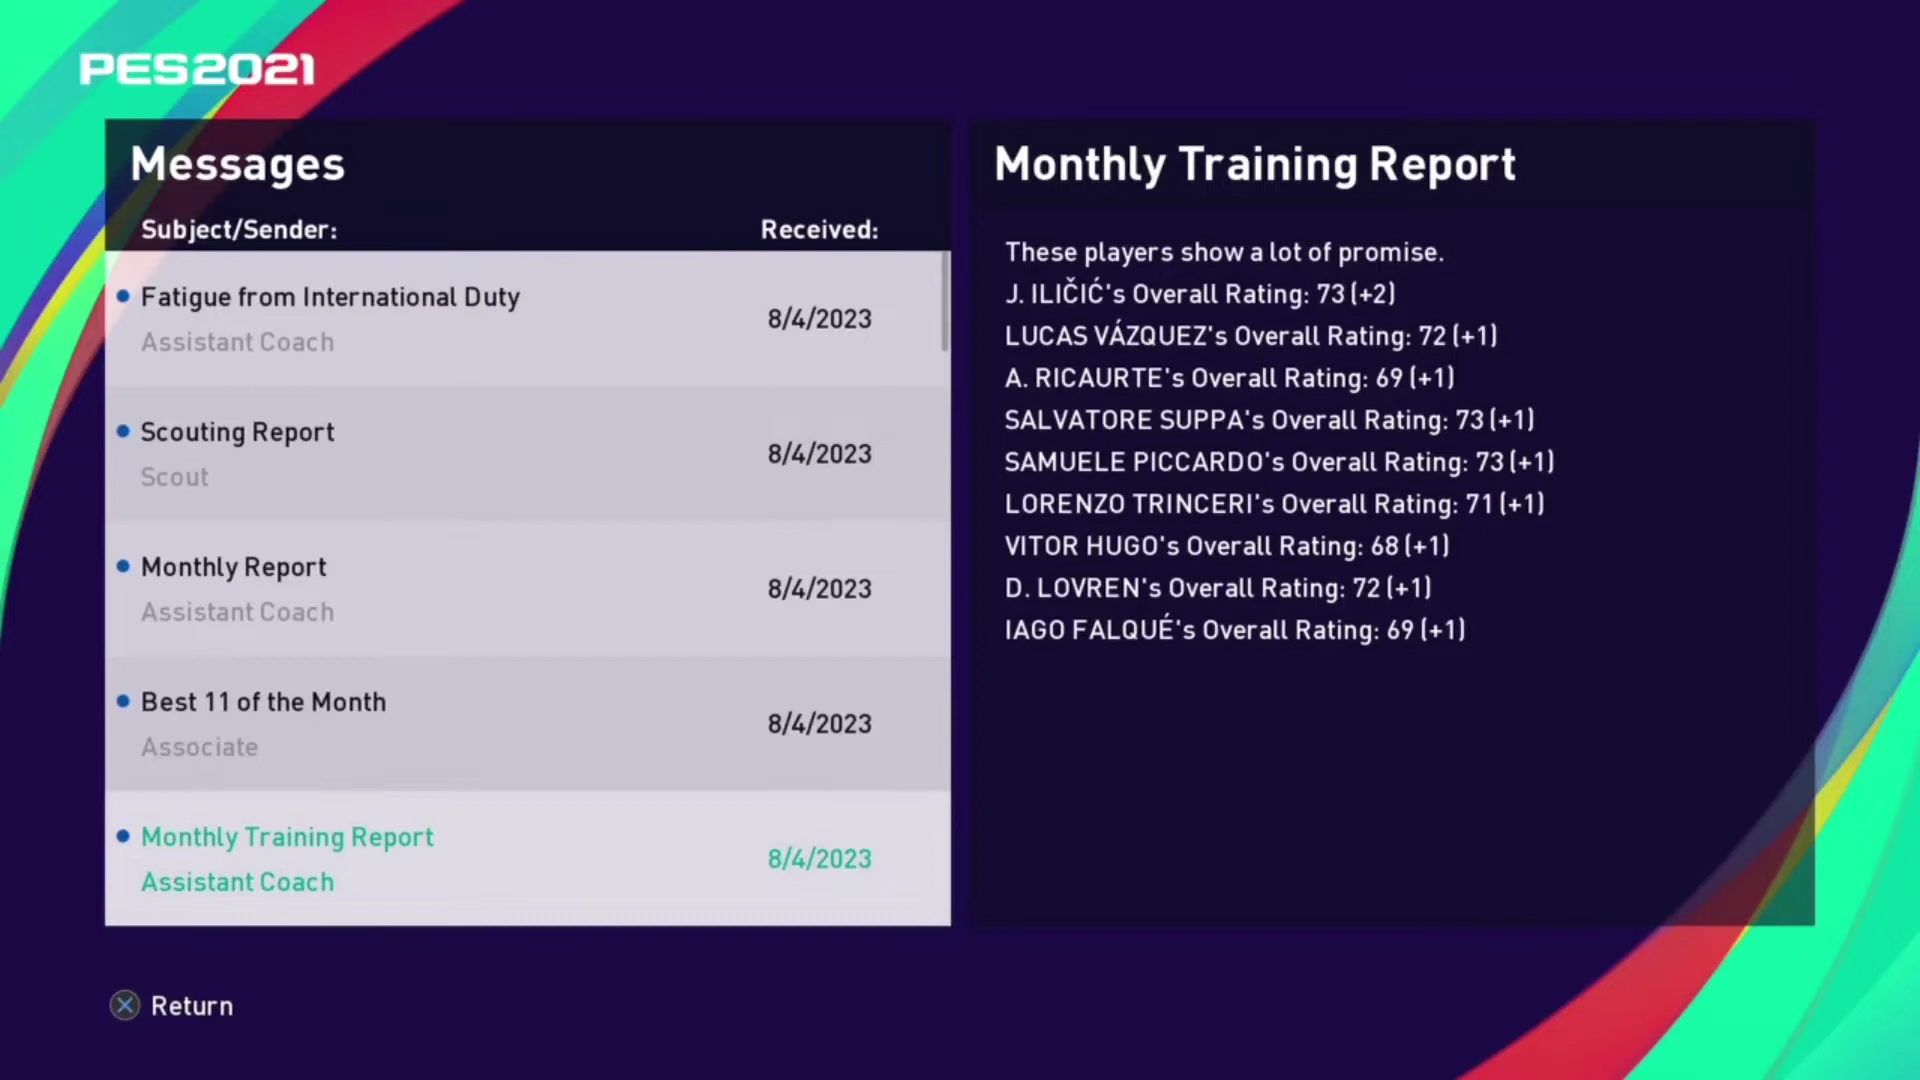 PES2021
Messages
Subject/Sender: Received:
Fatigue from International Duty
Assistant Coach
8/4/2023
Scouting Report
Scout
8/4/2023
Monthly Report
Assistant Coach
8/4/2023
Best 11 of the Month
Associate
8/4/2023
Monthly Training Report
Assistant Coach
8/4/2023
Monthly Training Report
These players show a lot of promise.
J. ILIČIĆ's Overall Rating: 73 (+2)
LUCAS VÁZQUEZ's Overall Rating: 72 (+1)
A. RICAURTE's Overall Rating: 69 (+1)
SALVATORE SUPPA's Overall Rating: 73 (+1)
SAMUELE PICCARDO's Overall Rating: 73 (+1)
LORENZO TRINCERI's Overall Rating: 71 (+1)
VITOR HUGO's Overall Rating: 68 (+1)
D. LOVREN's Overall Rating: 72 (+1)
IAGO FALQUÉ's Overall Rating: 69 (+1)
Return